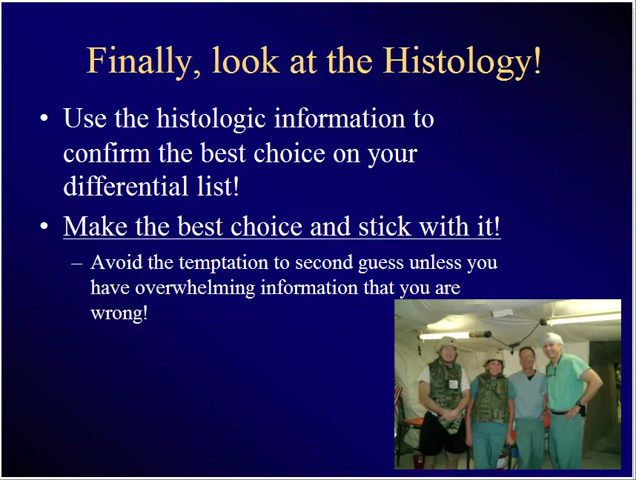 Finally, look at the Histology!
• Use the histologic information to
confirm the best choice on your
differential list!
• Make the best choice and stick with it!
– Avoid the temptation to second guess unless you
have overwhelming information that you are
wrong!